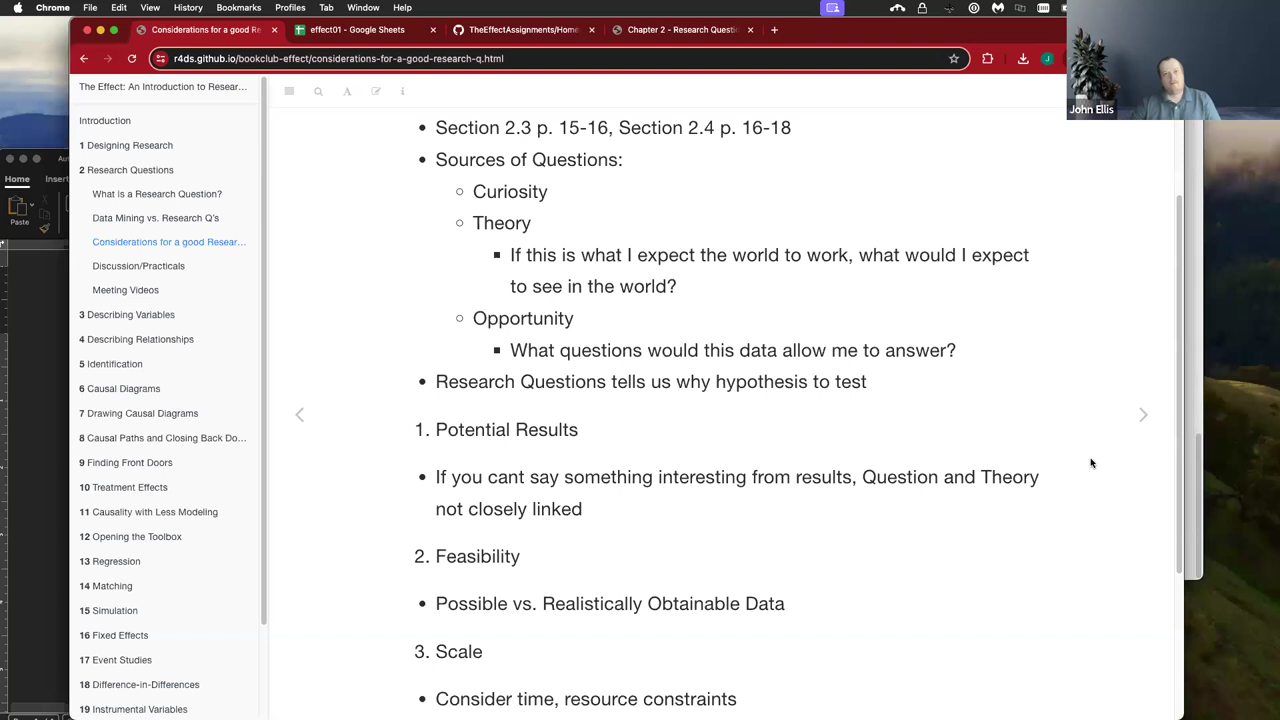 Chrome File Edit View History Bookmarks Profiles Tab Window Help
Considerations for a good Re
effect01 - Google Sheets
TheEffectAssignments/Home
Chapter 2 - Research Questi
r4ds.github.io/bookclub-effect/considerations-for-a-good-research-q.html
John Ellis
The Effect: An Introduction to Resear…
Introduction
1 Designing Research
2 Research Questions
What is a Research Question?
Data Mining vs. Research Q's
Considerations for a good Resear…
Discussion/Practicals
Meeting Videos
3 Describing Variables
4 Describing Relationships
5 Identification
6 Causal Diagrams
7 Drawing Causal Diagrams
8 Causal Paths and Closing Back Do…
9 Finding Front Doors
10 Treatment Effects
11 Causality with Less Modeling
12 Opening the Toolbox
13 Regression
14 Matching
15 Simulation
16 Fixed Effects
17 Event Studies
18 Difference-in-Differences
19 Instrumental Variables
Home Insert
Paste
Section 2.3 p. 15-16, Section 2.4 p. 16-18
Sources of Questions:
Curiosity
Theory
If this is what I expect the world to work, what would I expect
to see in the world?
Opportunity
What questions would this data allow me to answer?
Research Questions tells us why hypothesis to test
1. Potential Results
If you cant say something interesting from results, Question and Theory
not closely linked
2. Feasibility
Possible vs. Realistically Obtainable Data
3. Scale
Consider time, resource constraints